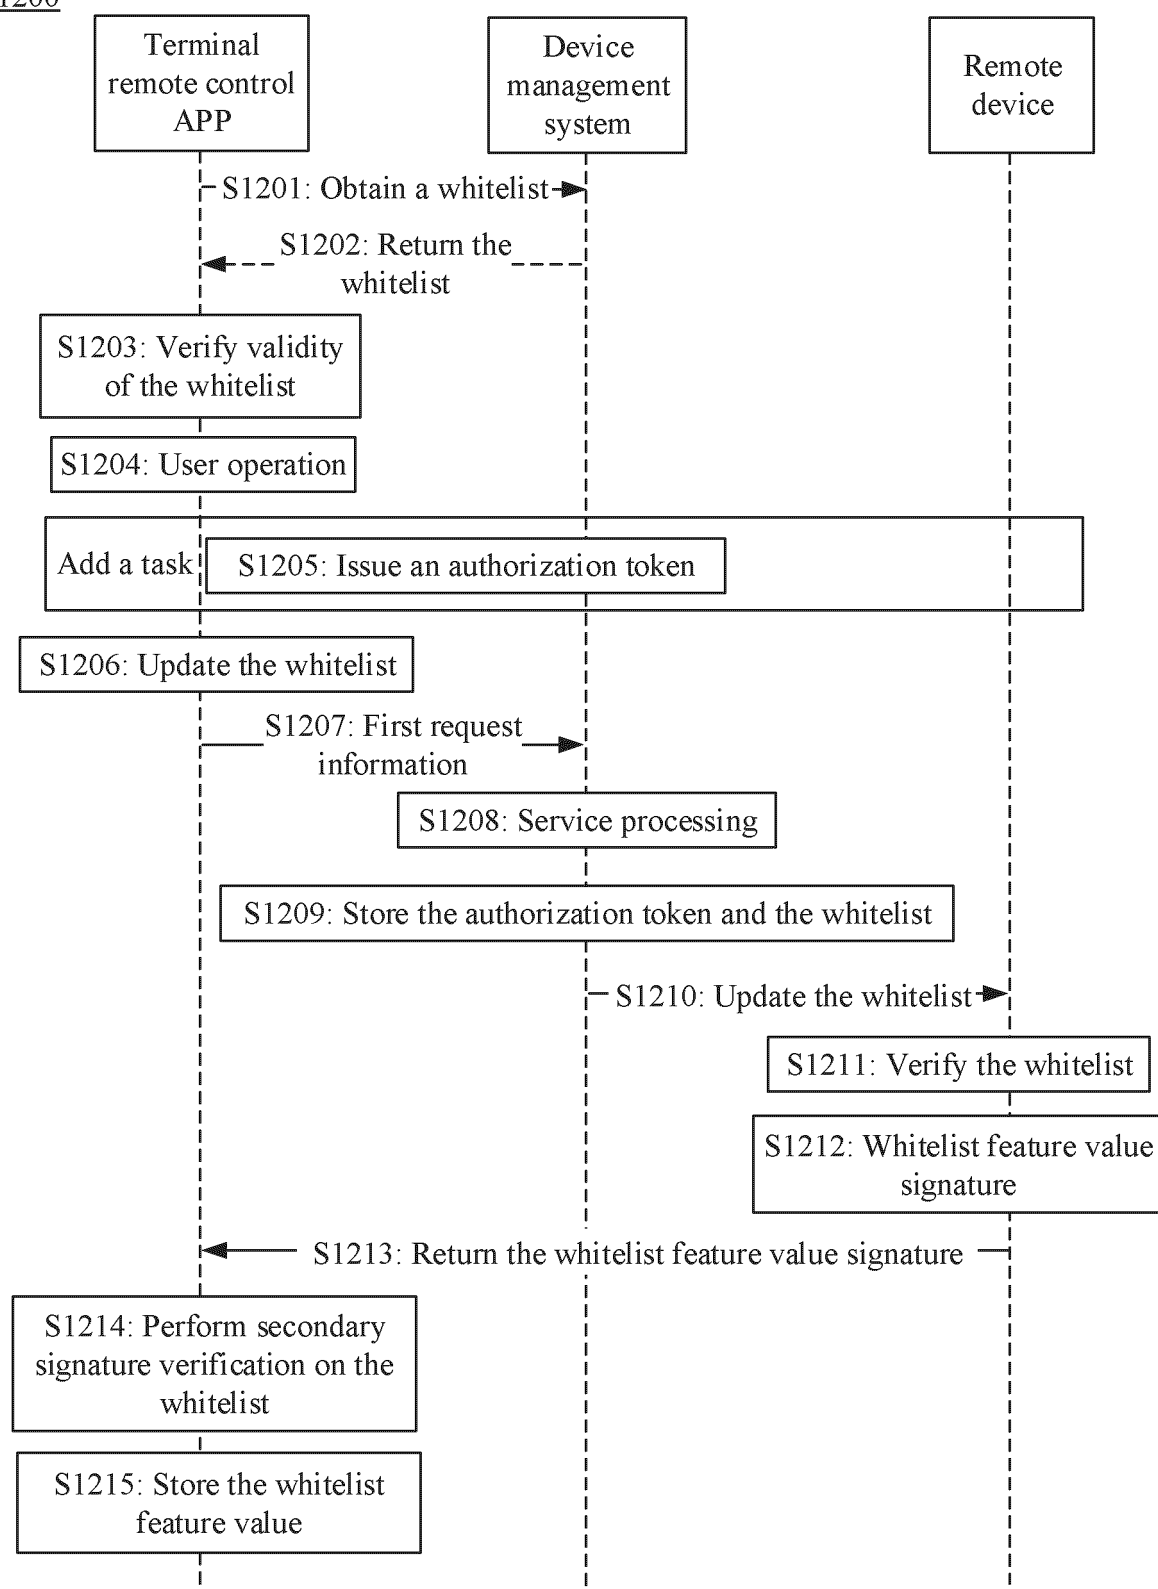 Terminal
remote control
APP
Device
management
system
Remote
device
S1201: Obtain a whitelist
S1202: Return the
whitelist
S1203: Verify validity
of the whitelist
S1204: User operation
Add a task
S1205: Issue an authorization token
S1206: Update the whitelist
S1207: First request
information
S1208: Service processing
S1209: Store the authorization token and the whitelist
S1210: Update the whitelist
S1211: Verify the whitelist
S1212: Whitelist feature value
signature
S1213: Return the whitelist feature value signature
S1214: Perform secondary
signature verification on the
whitelist
S1215: Store the whitelist
feature value